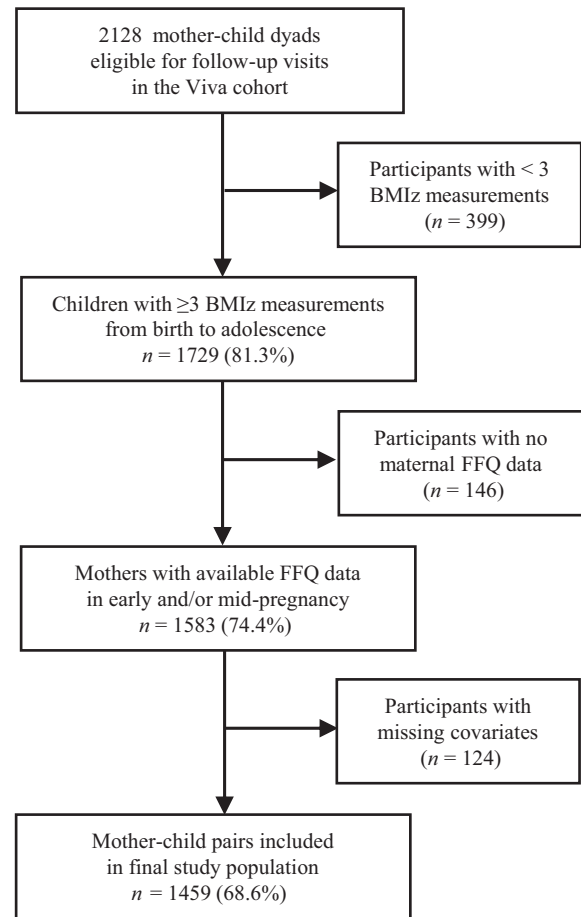 2128 mother-child dyads
eligible for follow-up visits
in the Viva cohort
Participants with < 3
BMIz measurements
(n = 399)
Children with ≥3 BMIz measurements
from birth to adolescence
n = 1729 (81.3%)
Participants with no
maternal FFQ data
(n = 146)
Mothers with available FFQ data
in early and/or mid-pregnancy
n = 1583 (74.4%)
Participants with
missing covariates
(n = 124)
Mother-child pairs included
in final study population
n = 1459 (68.6%)